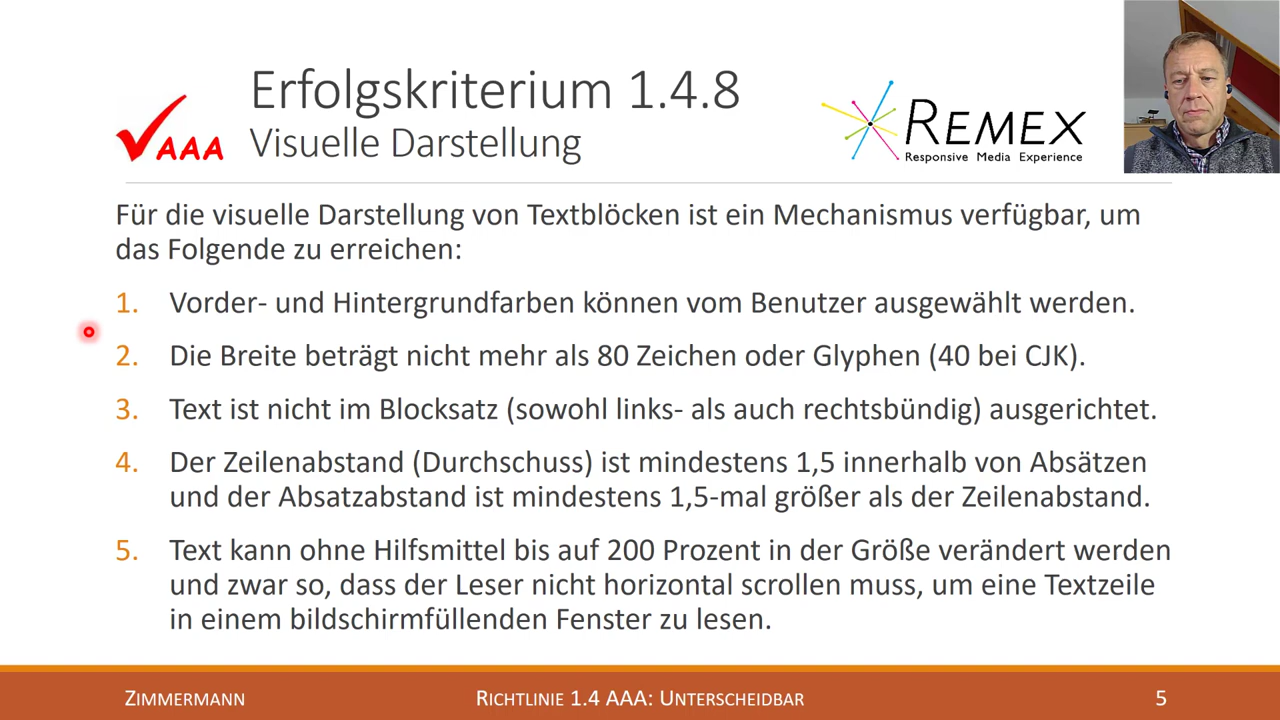 Erfolgskriterium 1.4.8
AAA
Visuelle Darstellung
REMEX
Responsive Media Experience
Für die visuelle Darstellung von Textblöcken ist ein Mechanismus verfügbar, um
das Folgende zu erreichen:
1. Vorder- und Hintergrundfarben können vom Benutzer ausgewählt werden.
2. Die Breite beträgt nicht mehr als 80 Zeichen oder Glyphen (40 bei CJK).
3. Text ist nicht im Blocksatz (sowohl links- als auch rechtsbündig) ausgerichtet.
4. Der Zeilenabstand (Durchschuss) ist mindestens 1,5 innerhalb von Absätzen
und der Absatzabstand ist mindestens 1,5-mal größer als der Zeilenabstand.
5. Text kann ohne Hilfsmittel bis auf 200 Prozent in der Größe verändert werden
und zwar so, dass der Leser nicht horizontal scrollen muss, um eine Textzeile
in einem bildschirmfüllenden Fenster zu lesen.
ZIMMERMANN
RICHTLINIE 1.4 AAA: UNTERSCHEIDBAR
5